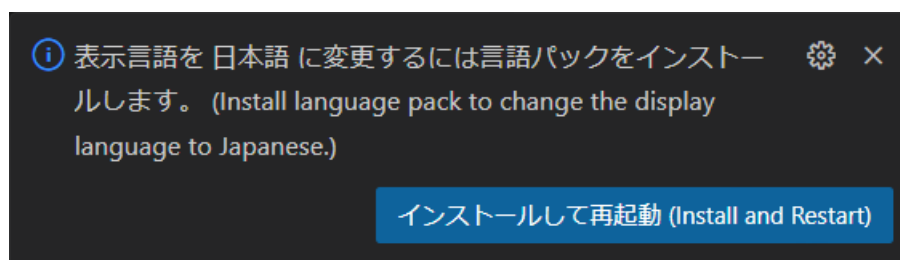 表示言語を 日本語 に変更するには言語パックをインストー
ルします。 (Install language pack to change the display
language to Japanese.)
インストールして再起動 (Install and Restart)